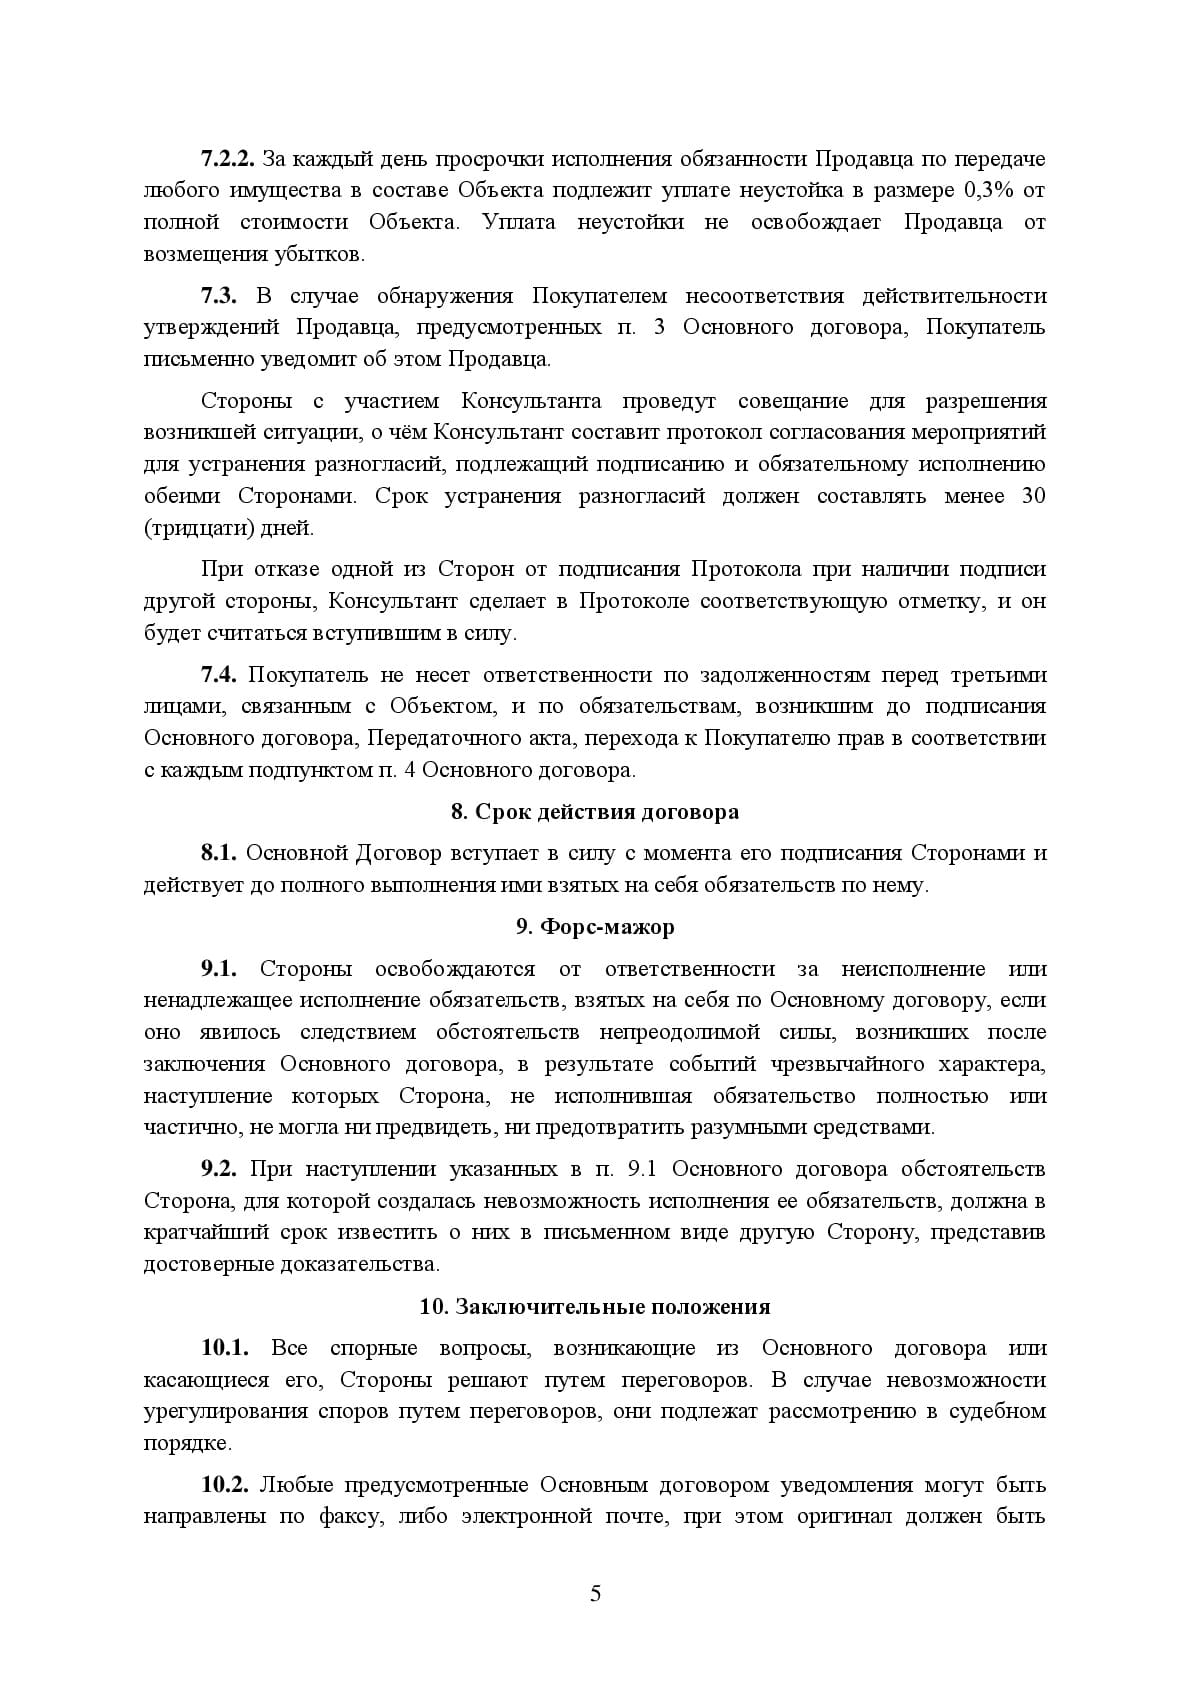 7.2.2. За каждый день просрочки исполнения обязанности Продавца по передаче
любого имущества в составе Объекта подлежит уплате неустойка в размере 0,3% от
полной стоимости Объекта. Уплата неустойки не освобождает Продавца от
возмещения убытков.
7.3. В случае обнаружения Покупателем несоответствия действительности
утверждений Продавца, предусмотренных п. 3 Основного договора, Покупатель
письменно уведомит об этом Продавца.
Стороны с участием Консультанта проведут совещание для разрешения
возникшей ситуации, о чём Консультант составит протокол согласования мероприятий
для устранения разногласий, подлежащий подписанию и обязательному исполнению
обеими Сторонами. Срок устранения разногласий должен составлять менее 30
(тридцати) дней.
При отказе одной из Сторон от подписания Протокола при наличии подписи
другой стороны, Консультант сделает в Протоколе соответствующую отметку, и он
будет считаться вступившим в силу.
7.4. Покупатель не несет ответственности по задолженностям перед третьими
лицами, связанным с Объектом, и по обязательствам, возникшим до подписания
Основного договора, Передаточного акта, перехода к Покупателю прав в соответствии
с каждым подпунктом п. 4 Основного договора.
8. Срок действия договора
8.1. Основной Договор вступает в силу с момента его подписания Сторонами и
действует до полного выполнения ими взятых на себя обязательств по нему.
9. Форс-мажор
9.1. Стороны освобождаются от ответственности за неисполнение или
ненадлежащее исполнение обязательств, взятых на себя по Основному договору, если
оно явилось следствием обстоятельств непреодолимой силы, возникших после
заключения Основного договора, в результате событий чрезвычайного характера,
наступление которых Сторона, не исполнившая обязательство полностью или
частично, не могла ни предвидеть, ни предотвратить разумными средствами.
9.2. При наступлении указанных в п. 9.1 Основного договора обстоятельств
Сторона, для которой создалась невозможность исполнения ее обязательств, должна в
кратчайший срок известить о них в письменном виде другую Сторону, представив
достоверные доказательства.
10. Заключительные положения
10.1. Все спорные вопросы, возникающие из Основного договора или
касающиеся его, Стороны решают путем переговоров. В случае невозможности
урегулирования споров путем переговоров, они подлежат рассмотрению в судебном
порядке.
10.2. Любые предусмотренные Основным договором уведомления могут быть
направлены по факсу, либо электронной почте, при этом оригинал должен быть
5